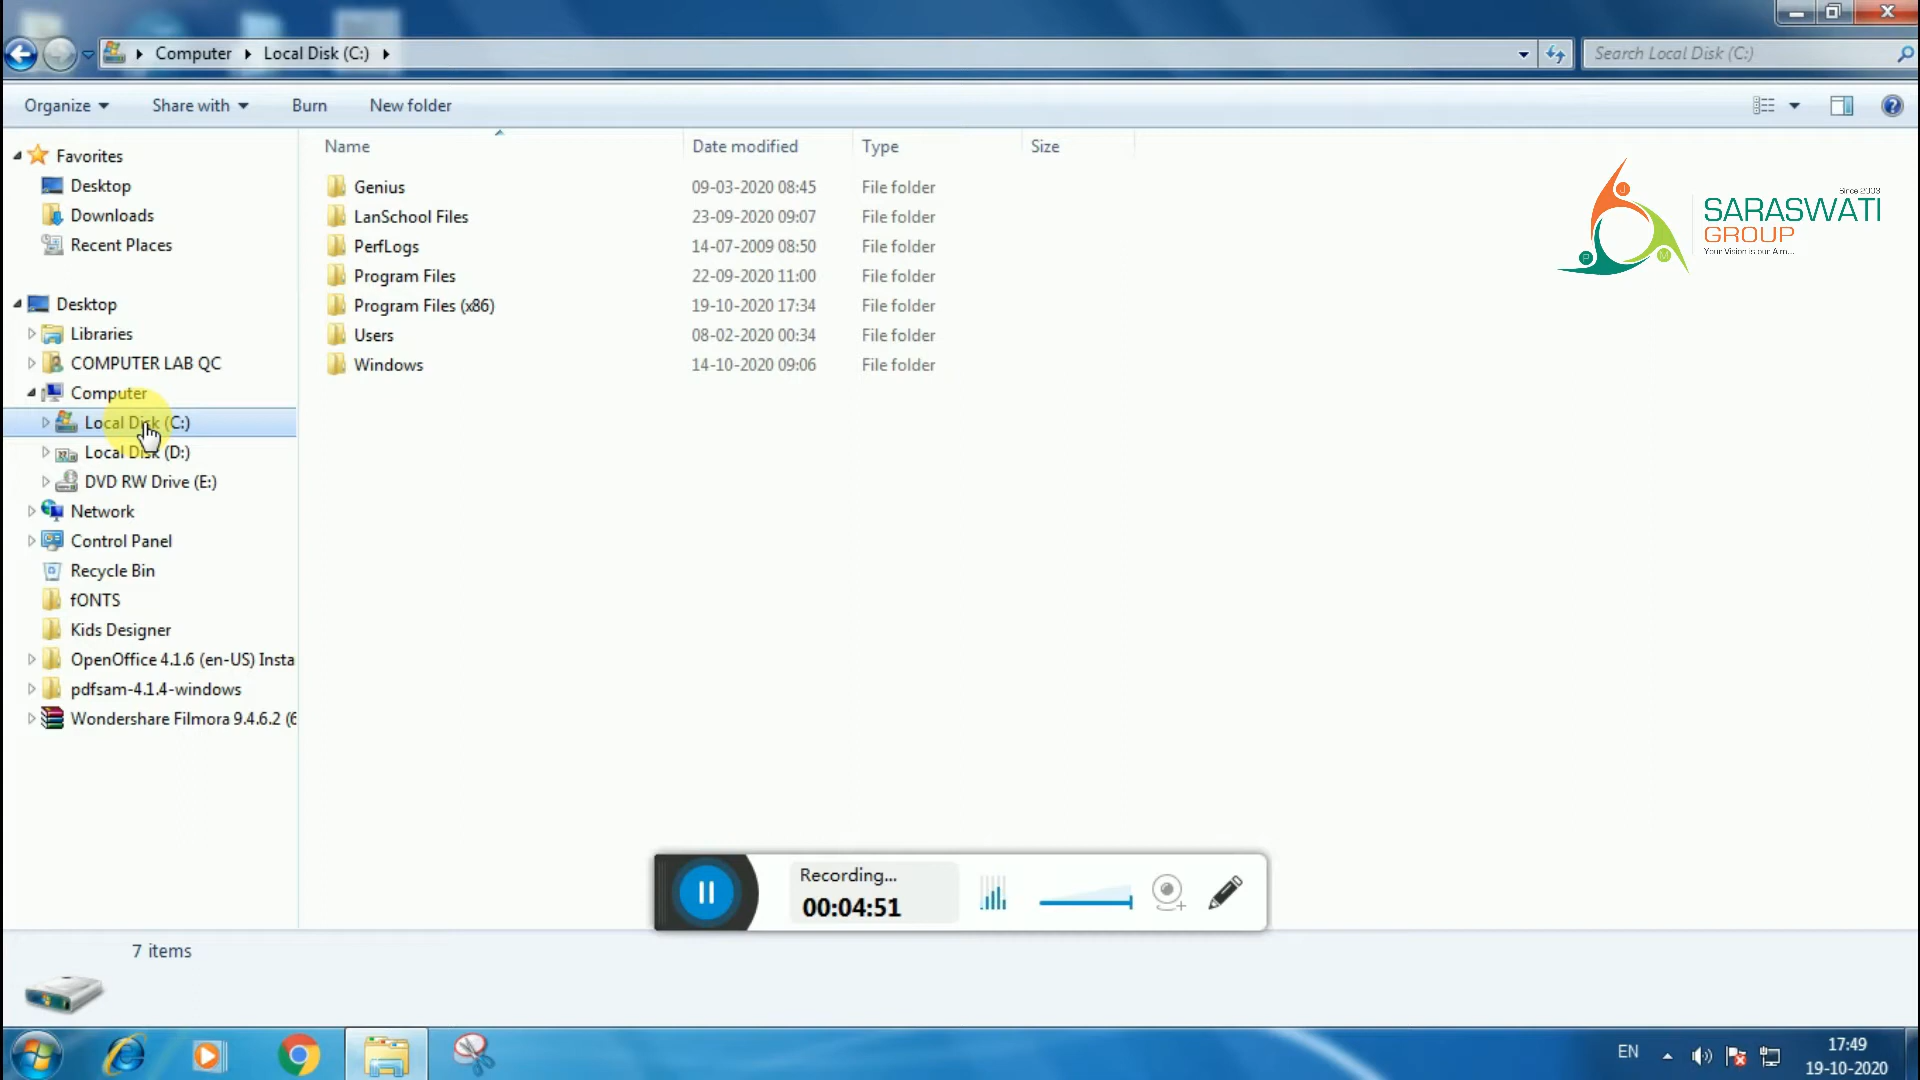 Computer
Local Disk (C:)
Search Local Disk (C:)
Organize
Share with
Burn
New folder
Favorites
Desktop
Downloads
Recent Places
Desktop
Libraries
COMPUTER LAB QC
Computer
Local Disk (C:)
Local Disk (D:)
DVD RW Drive (E:)
Network
Control Panel
Recycle Bin
fONTS
Kids Designer
OpenOffice 4.1.6 (en-US) Insta
pdfsam-4.1.4-windows
Wondershare Filmora 9.4.6.2 (6
Name Date modified Type Size
Genius 09-03-2020 08:45 File folder
LanSchool Files 23-09-2020 09:07 File folder
PerfLogs 14-07-2009 08:50 File folder
Program Files 22-09-2020 11:00 File folder
Program Files (x86) 19-10-2020 17:34 File folder
Users 08-02-2020 00:34 File folder
Windows 14-10-2020 09:06 File folder
Since 2003
SARASWATI
GROUP
Your Vision is our Aim...
Recording...
00:04:51
7 items
EN
17:49
19-10-2020